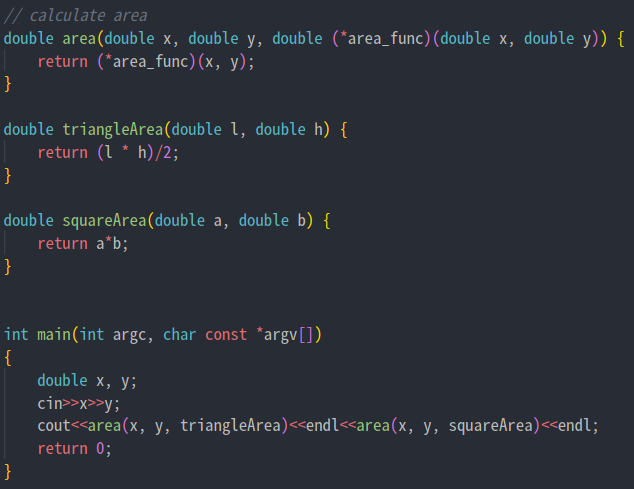 // calculate area
double area(double x, double y, double (*area_func)(double x, double y)) {
    return (*area_func)(x, y);
}

double triangleArea(double l, double h) {
    return (l * h)/2;
}

double squareArea(double a, double b) {
    return a*b;
}


int main(int argc, char const *argv[])
{
    double x, y;
    cin>>x>>y;
    cout<<area(x, y, triangleArea)<<endl<<area(x, y, squareArea)<<endl;
    return 0;
}